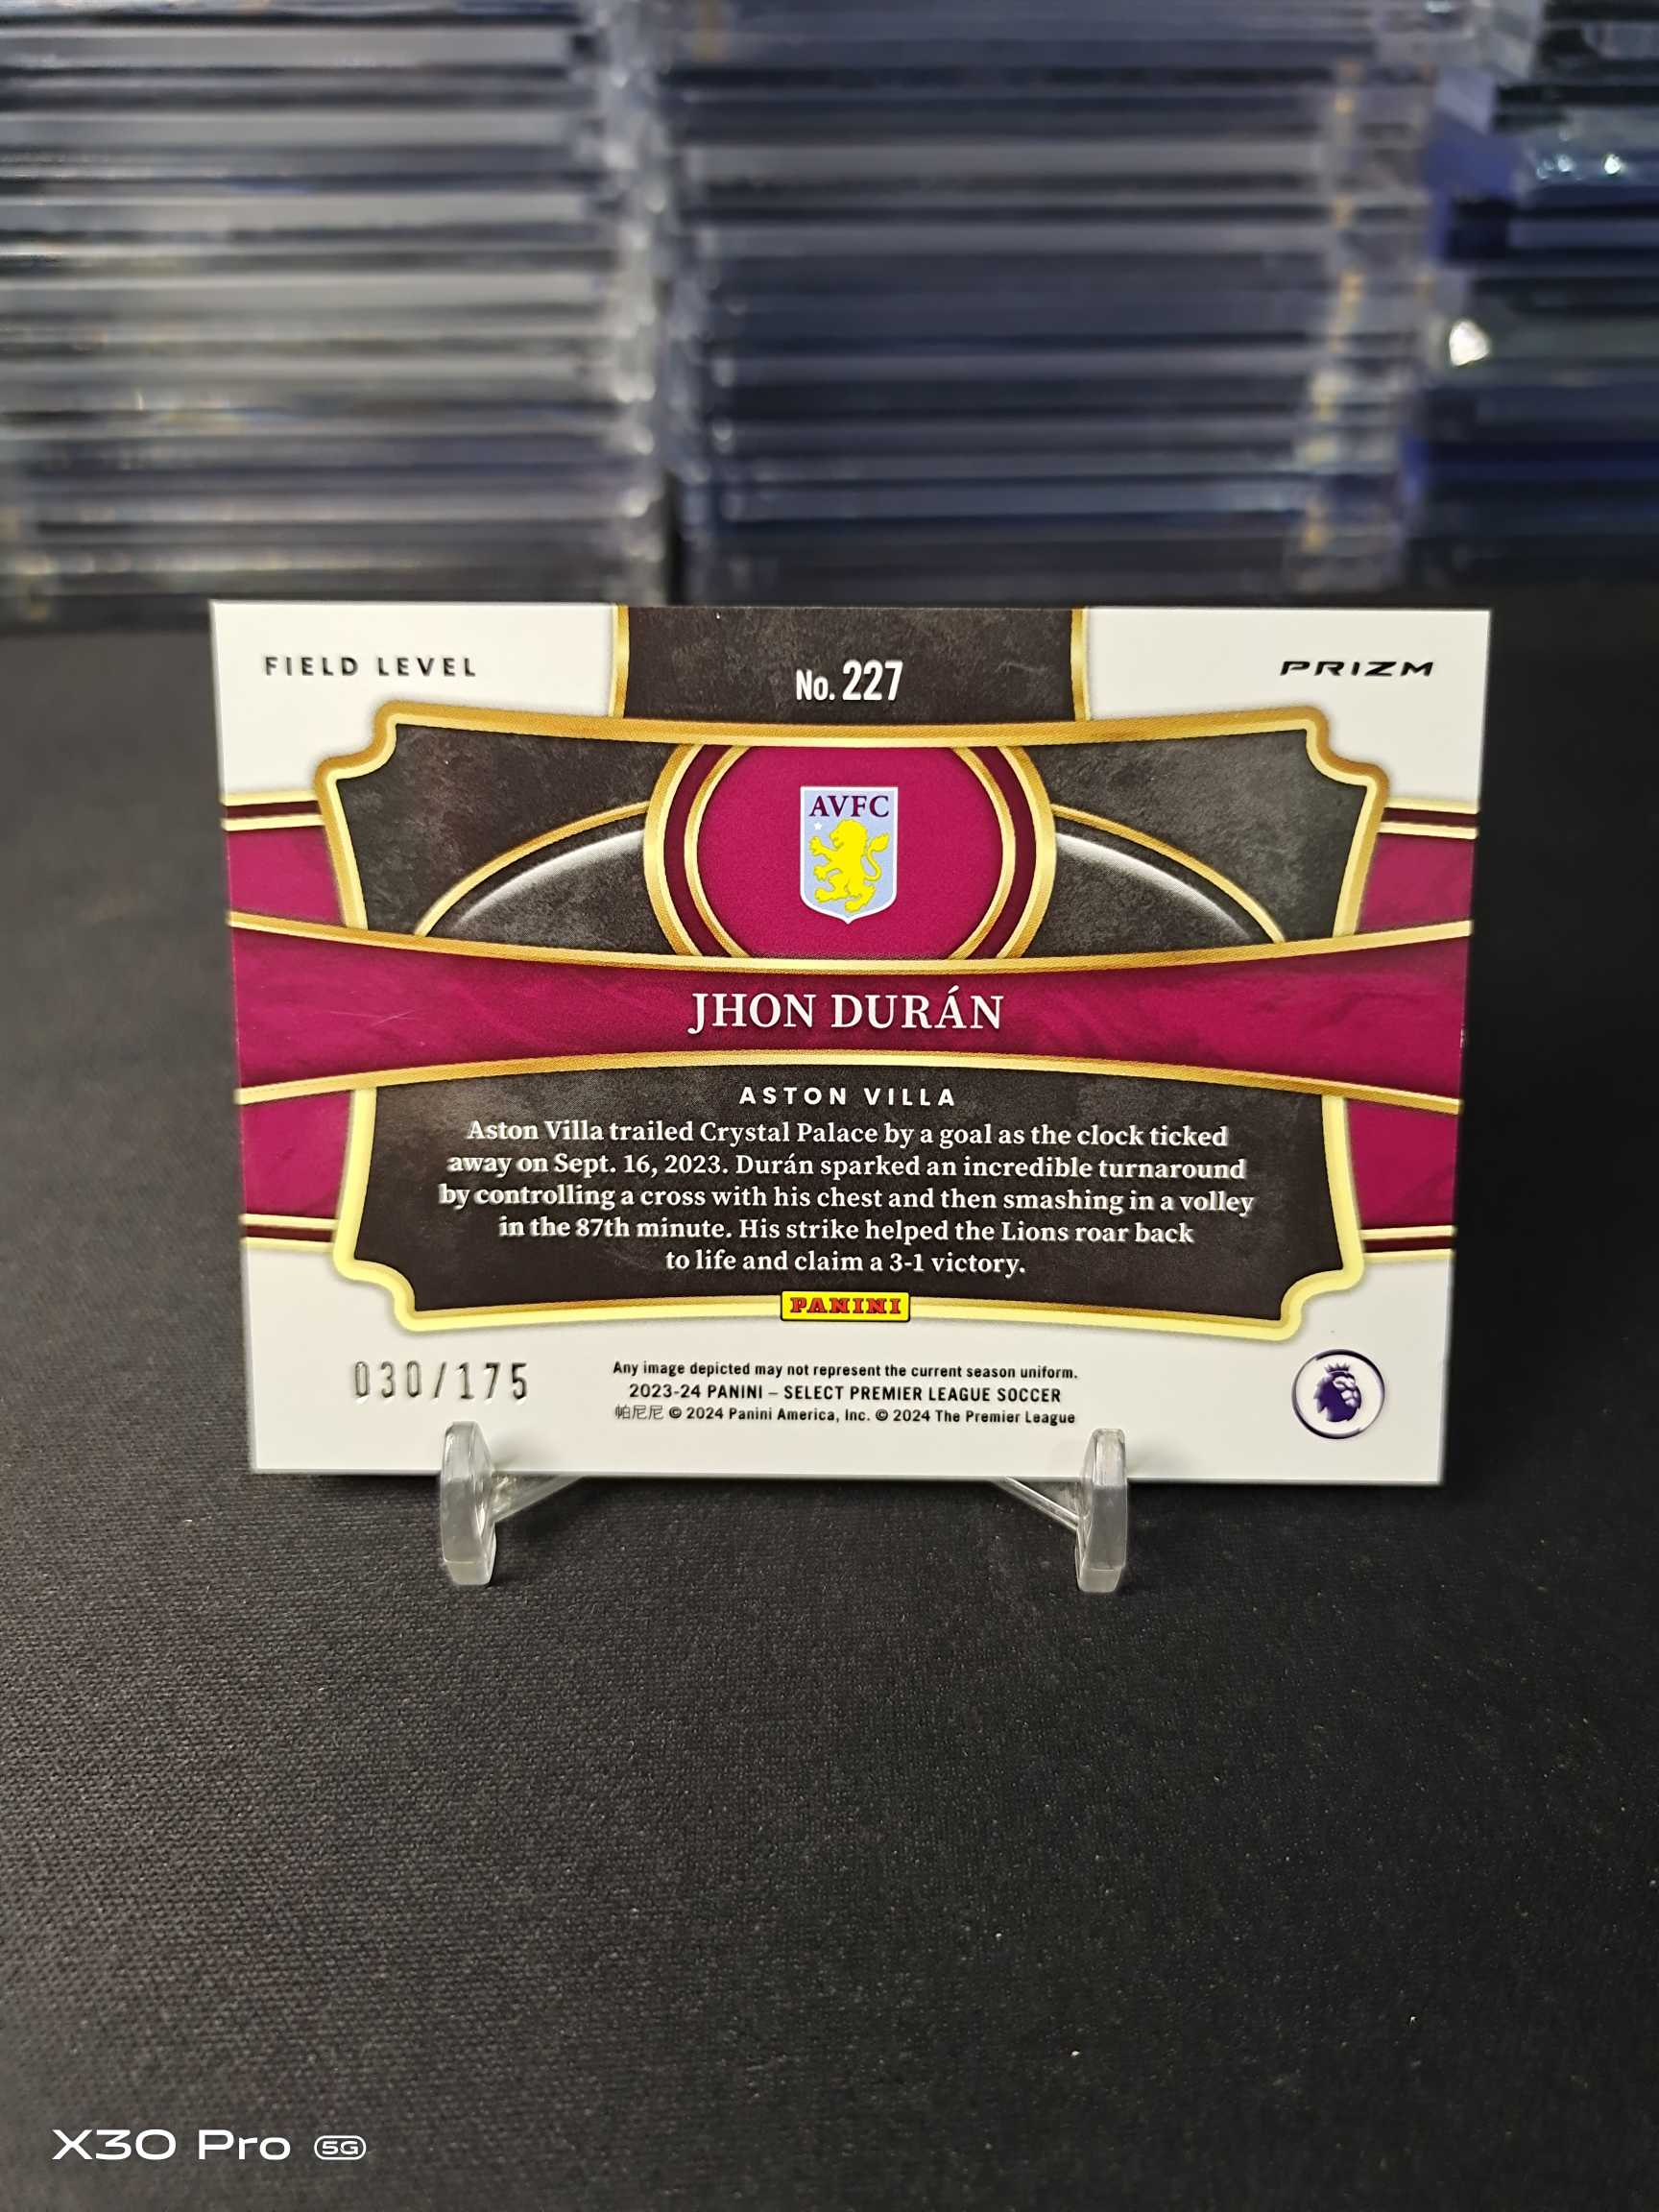 FIELD LEVEL
No. 227
PRIZM
AVFC
JHON DURÁN
ASTON VILLA
Aston Villa trailed Crystal Palace by a goal as the clock ticked
away on Sept. 16, 2023. Durán sparked an incredible turnaround
by controlling a cross with his chest and then smashing in a volley
in the 87th minute. His strike helped the Lions roar back
to life and claim a 3-1 victory.
PANINI
030/175
Any image depicted may not represent the current season uniform.
2023-24 PANINI – SELECT PREMIER LEAGUE SOCCER
帕尼尼 © 2024 Panini America, Inc. © 2024 The Premier League
X30 Pro 5G